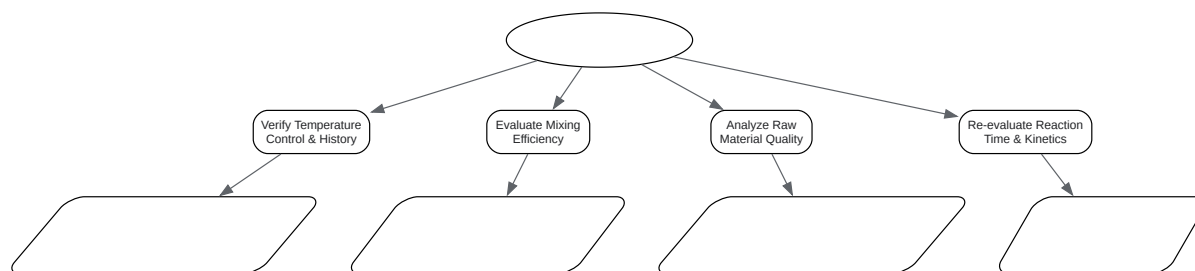 Verify Temperature
Control & History
Evaluate Mixing
Efficiency
Analyze Raw
Material Quality
Re-evaluate Reaction
Time & Kinetics